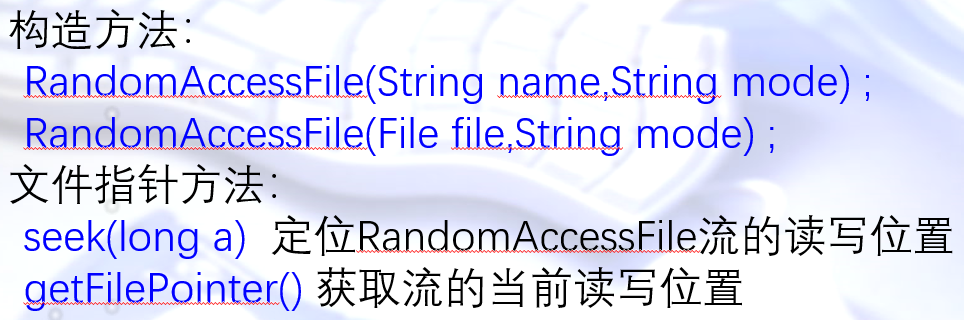 构造方法：
RandomAccessFile(String name,String mode) ;
RandomAccessFile(File file,String mode) ;
文件指针方法：
seek(long a)  定位RandomAccessFile流的读写位置
getFilePointer() 获取流的当前读写位置